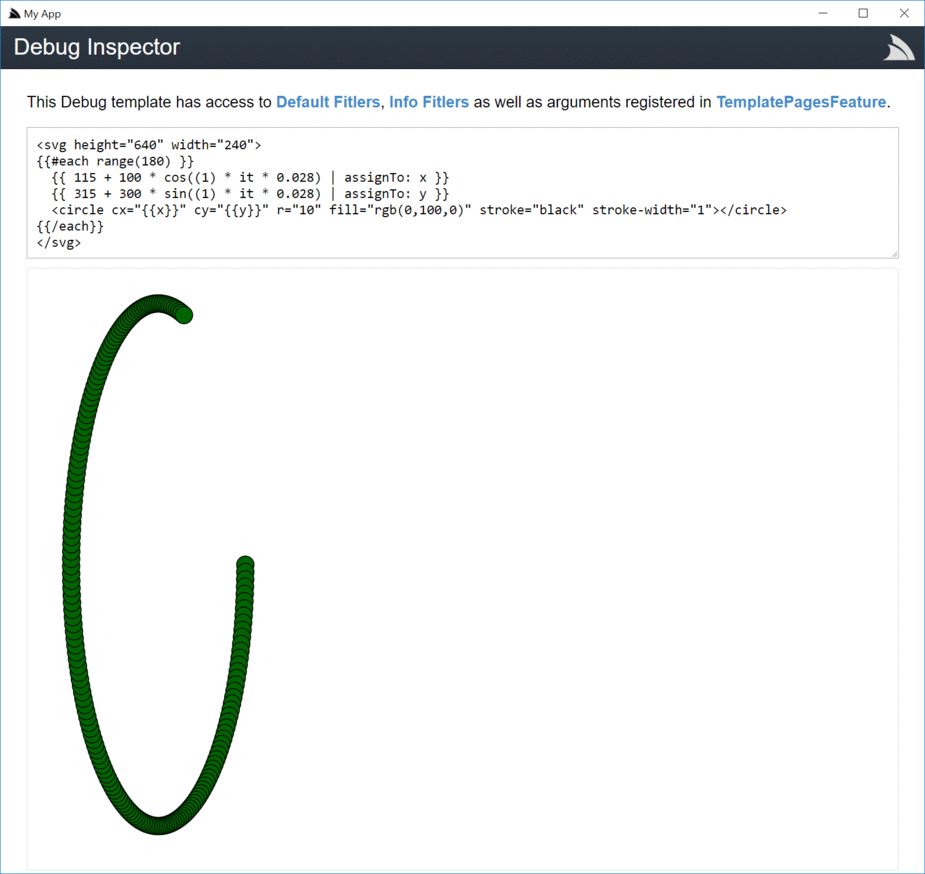 My App
Debug Inspector
This Debug template has access to Default Fitlers, Info Fitlers as well as arguments registered in TemplatePagesFeature.
<svg height="640" width="240">
{{#each range(180) }}
  {{ 115 + 100 * cos((1) * it * 0.028) | assignTo: x }}
  {{ 315 + 300 * sin((1) * it * 0.028) | assignTo: y }}
  <circle cx="{{x}}" cy="{{y}}" r="10" fill="rgb(0,100,0)" stroke="black" stroke-width="1"></circle>
{{/each}}
</svg>